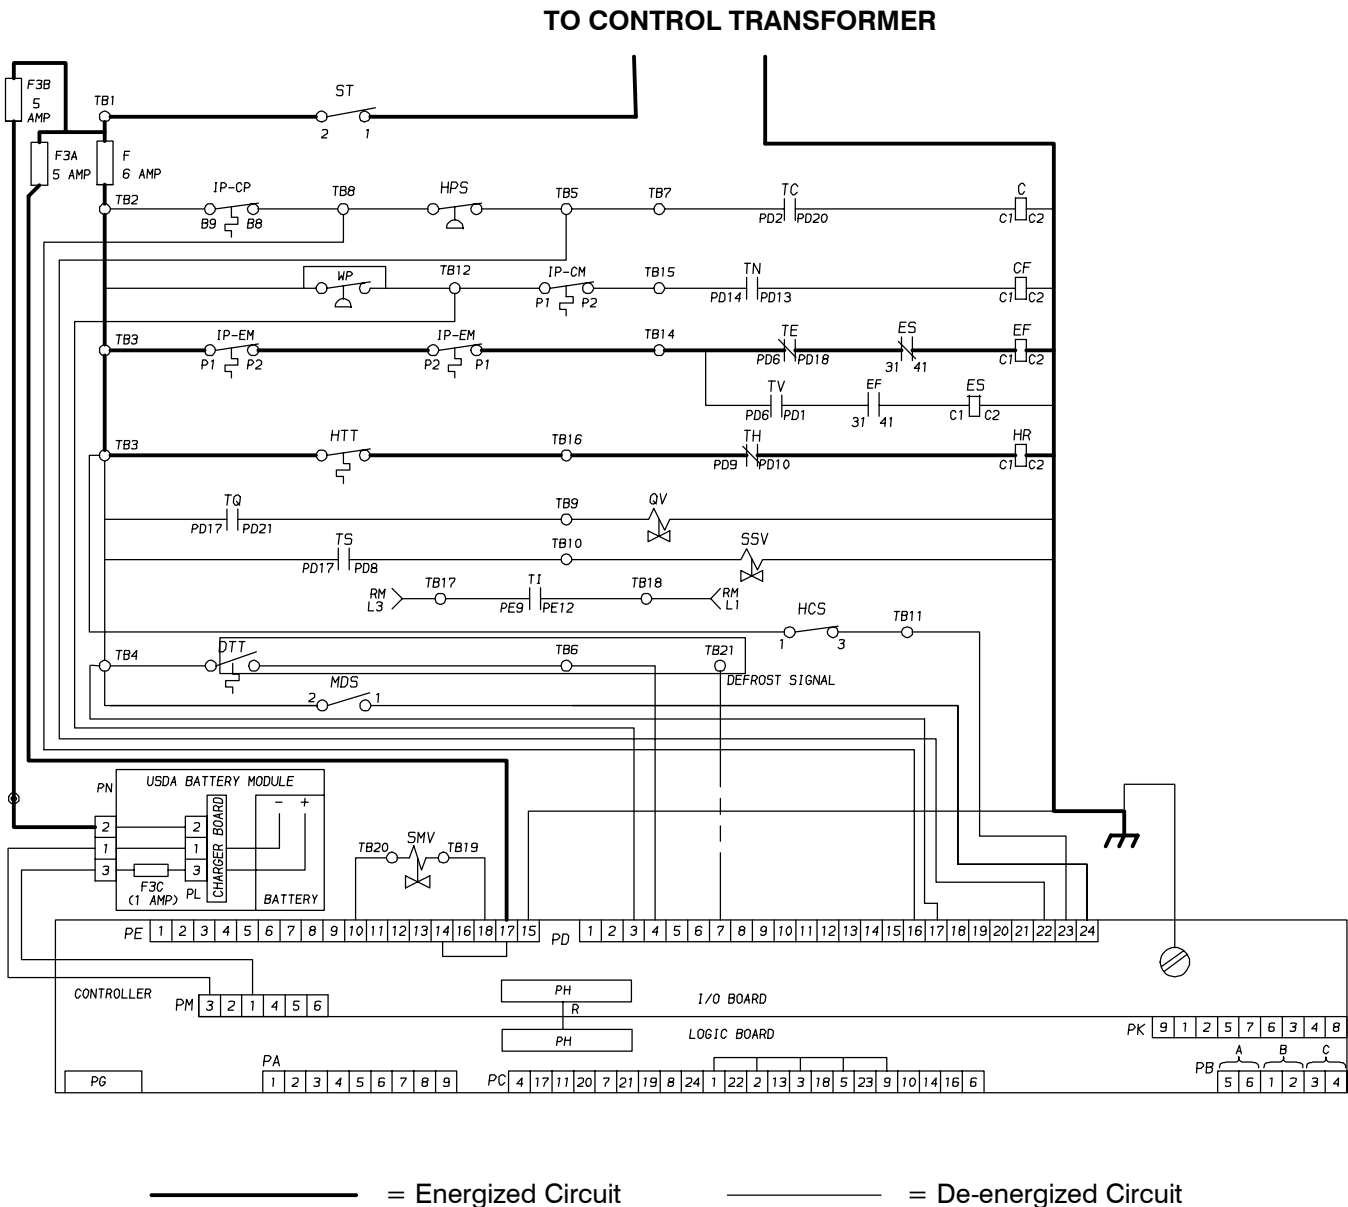 TO CONTROL TRANSFORMER
F3B
5
AMP
TB1
ST
2 1
F3A
5 AMP
F
6 AMP
TB2
IP-CP
B9 B8
TB8
HPS
TB5
TB7
TC
PD2 PD20
C
C1 C2
WP
TB12
IP-CM
P1 P2
TB15
TN
PD14 PD13
CF
C1 C2
TB3
IP-EM
P1 P2
IP-EM
P2 P1
TB14
TE
PD6 PD18
ES
31 41
EF
C1 C2
TV
PD6 PD1
EF
31 41
ES
C1 C2
TB3
HTT
TB16
TH
PD9 PD10
HR
C1 C2
TQ
PD17 PD21
TB9
QV
TS
PD17 PD8
TB10
SSV
RM
L3
TB17
TI
PE9 PE12
TB18
RM
L1
HCS
1 3
TB11
TB4
DTT
TB6
TB21
DEFROST SIGNAL
MDS
2 1
PN
USDA BATTERY MODULE
2
1
3
F3C
(1 AMP)
2
1
3
PL
CHARGER BOARD
- +
BATTERY
TB20
SMV
TB19
PE 1 2 3 4 5 6 7 8 9 10 11 12 13 14 16 18 17 15
PD 1 2 3 4 5 6 7 8 9 10 11 12 13 14 15 16 17 18 19 20 21 22 23 24
CONTROLLER
PM 3 2 1 4 5 6
PH
R
PH
I/O BOARD
LOGIC BOARD
PK 9 1 2 5 7 6 3 4 8
PG
PA
1 2 3 4 5 6 7 8 9
PC 4 17 11 20 7 21 19 8 24 1 22 2 13 3 18 5 23 9 10 14 16 6
A B C
PB 5 6 1 2 3 4
= Energized Circuit
= De-energized Circuit